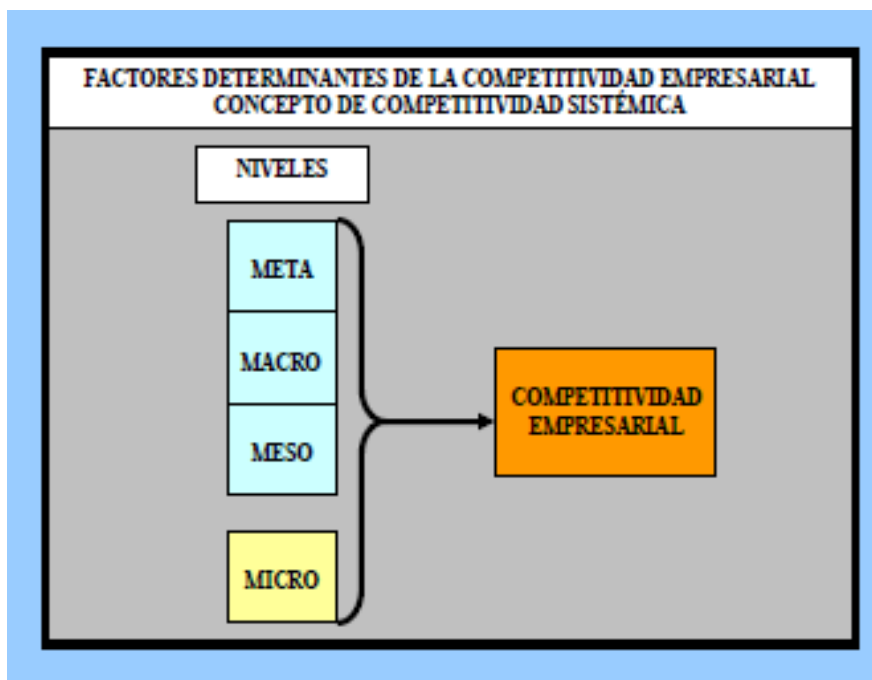 FACTORES DETERMINANTES DE LA COMPETITIVIDAD EMPRESARIAL
CONCEPTO DE COMPETITIVIDAD SISTÉMICA
NIVELES
META
MACRO
MESO
MICRO
COMPETITIVIDAD
EMPRESARIAL